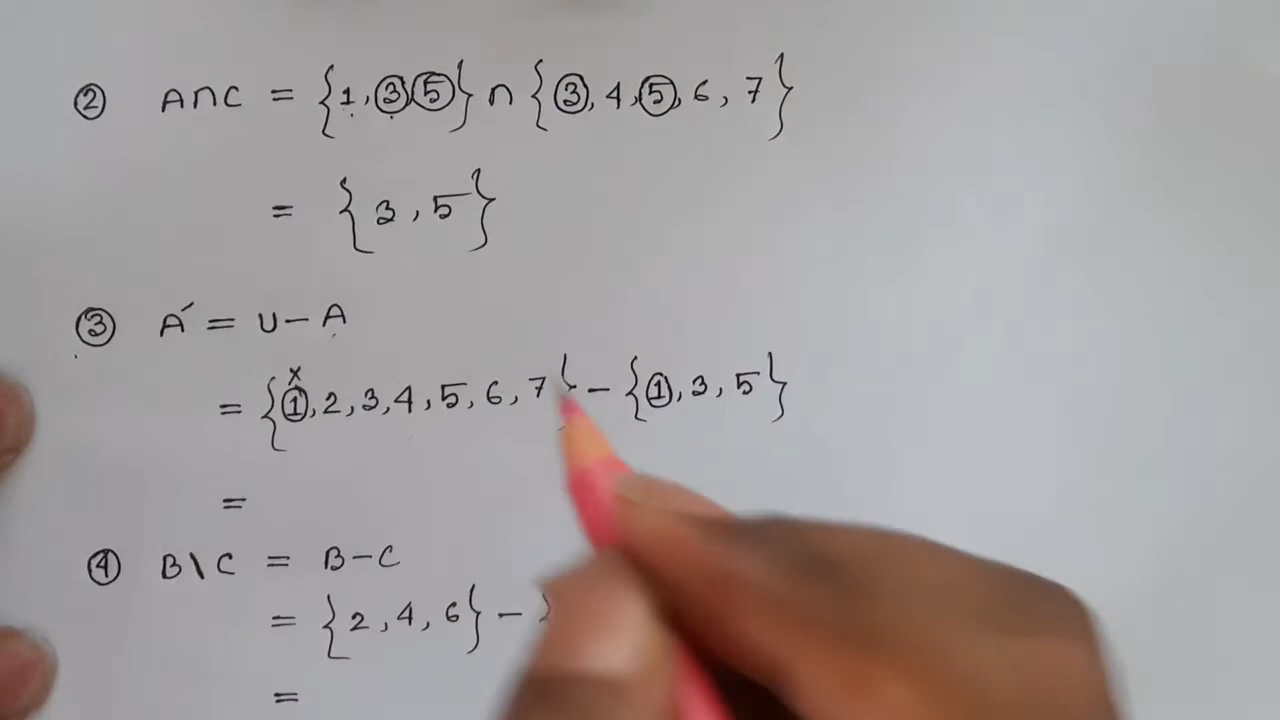 ② A∩C = {1, ③ ⑤} ∩ {③, 4, ⑤, 6, 7}
= {3, 5}
③ A′ = U - A
x
= {①, 2, 3, 4, 5, 6, 7} - {①, 3, 5}
=
④ B\C = B - C
= {2, 4, 6} - {
=